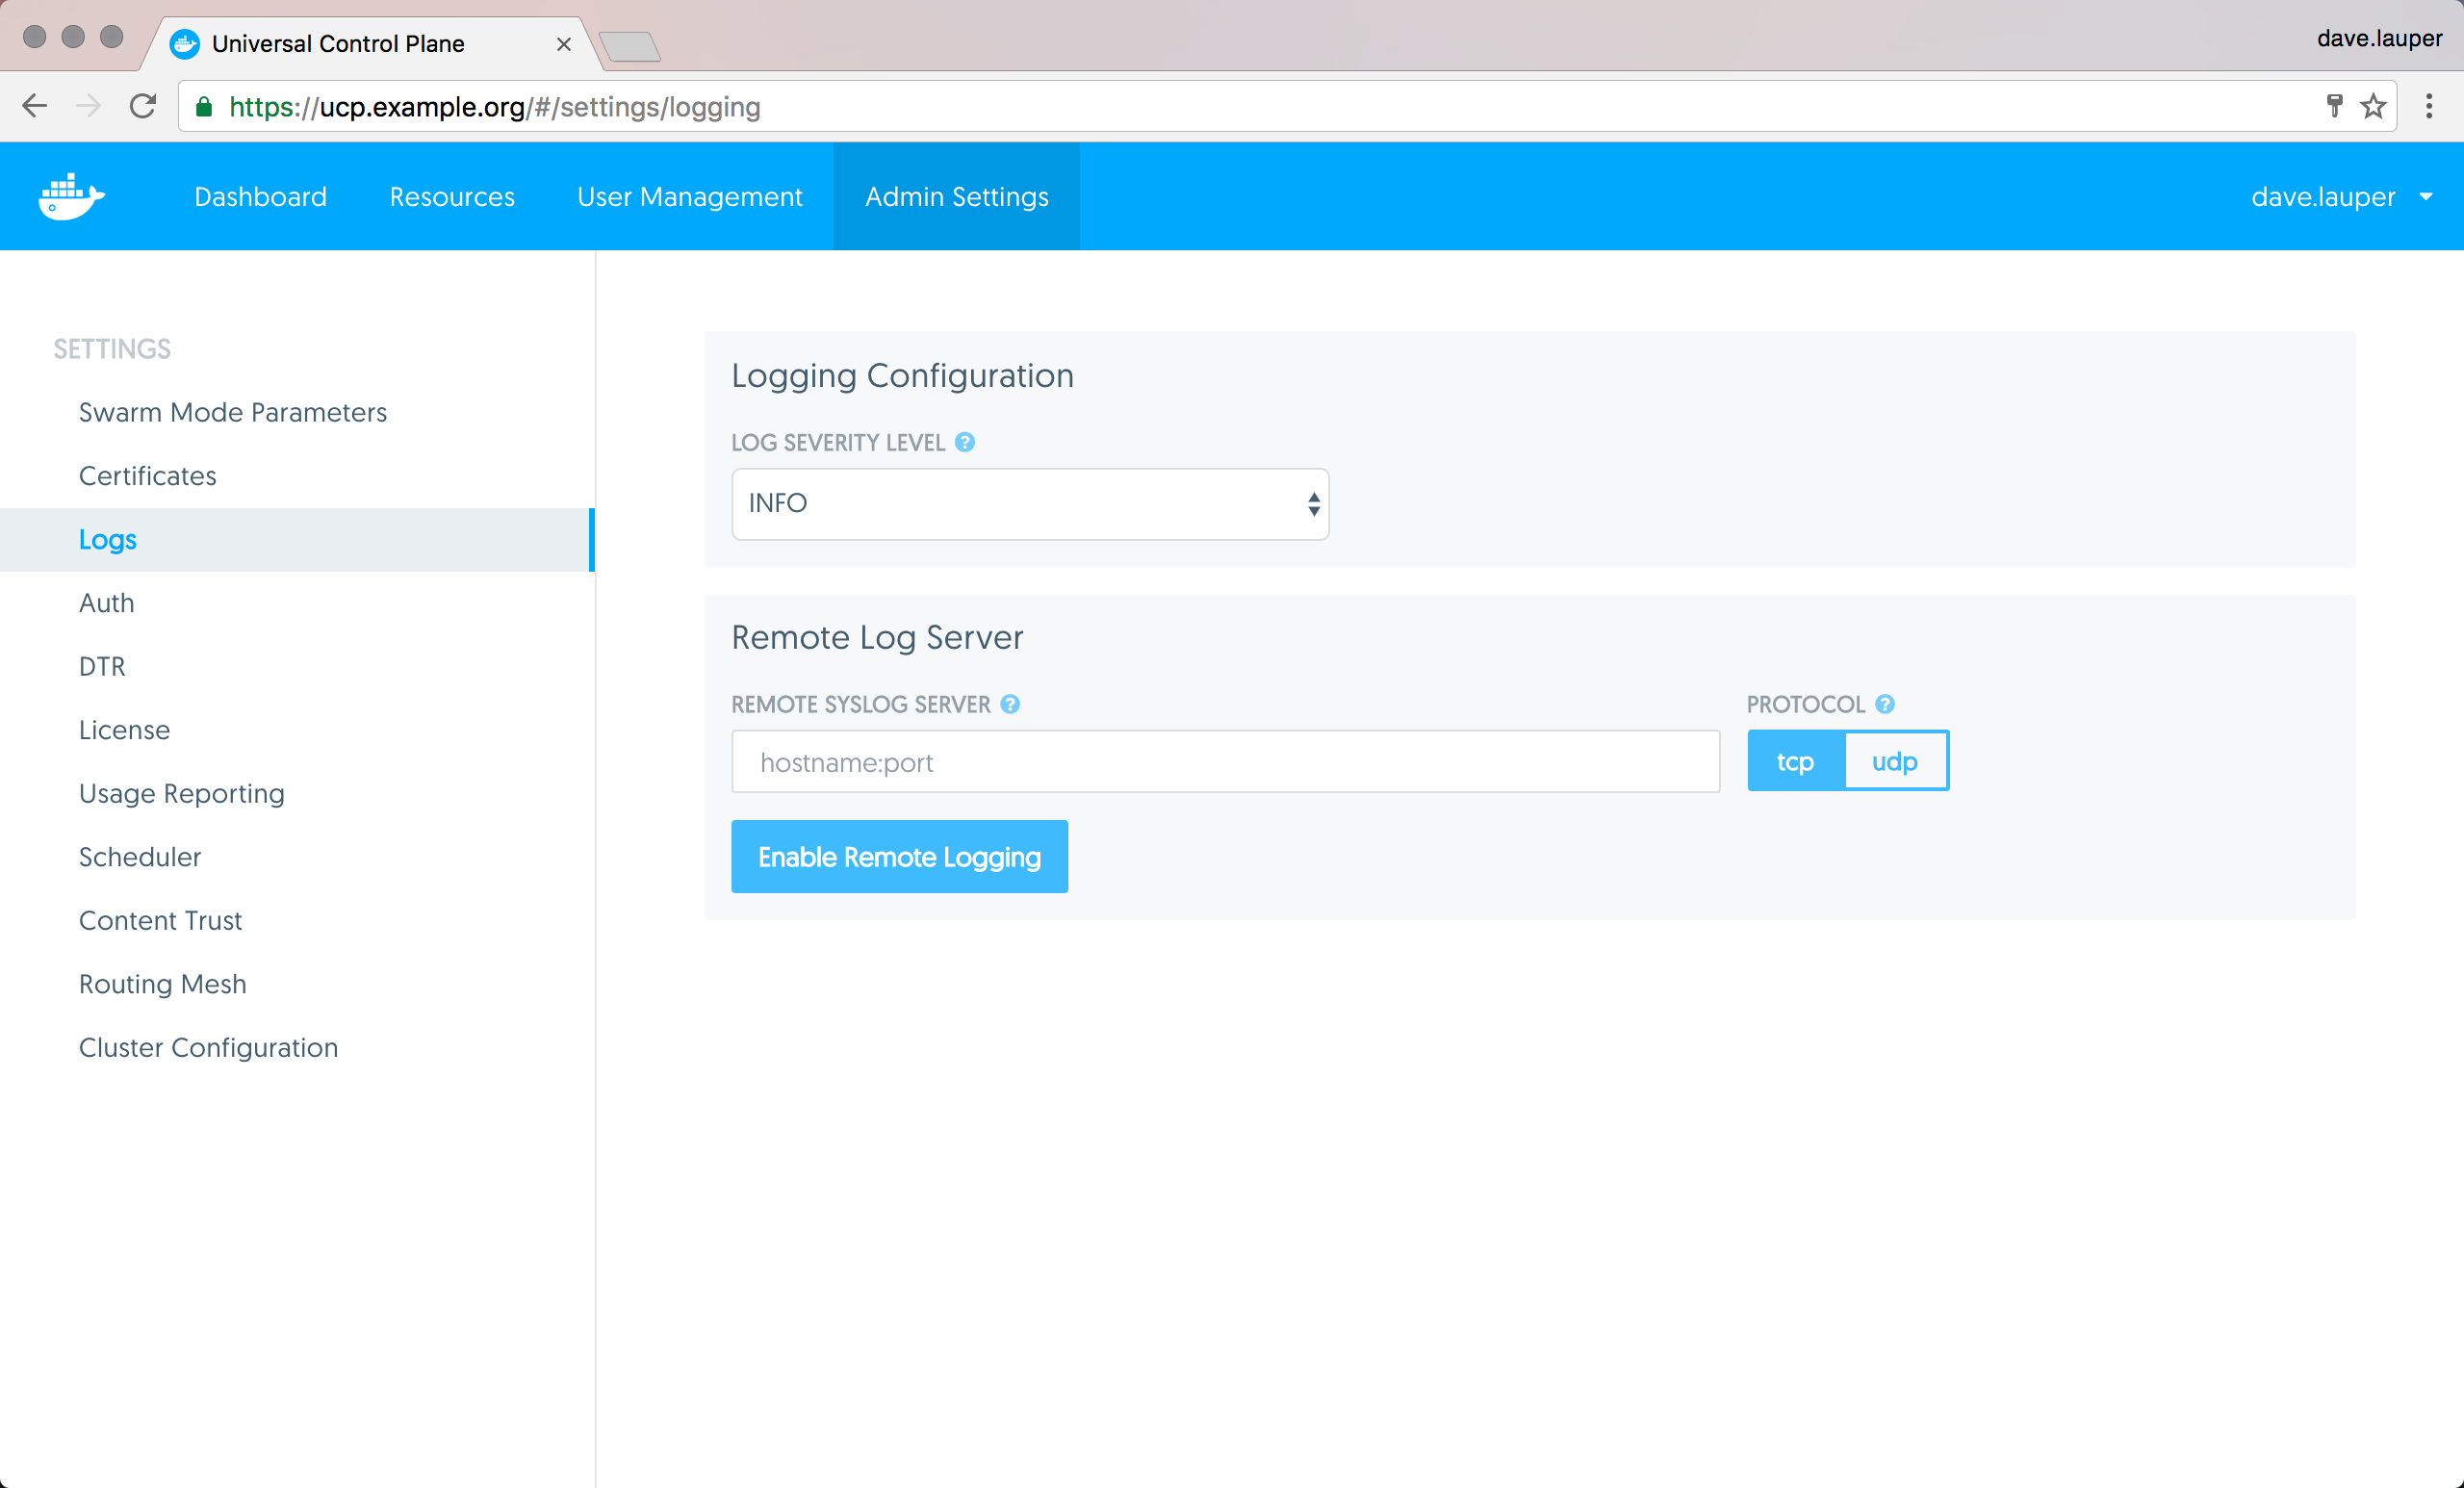 Universal Control Plane
dave.lauper
https://ucp.example.org/#/settings/logging
Dashboard
Resources
User Management
Admin Settings
dave.lauper
SETTINGS
Swarm Mode Parameters
Certificates
Logs
Auth
DTR
License
Usage Reporting
Scheduler
Content Trust
Routing Mesh
Cluster Configuration
Logging Configuration
LOG SEVERITY LEVEL ?
INFO
Remote Log Server
REMOTE SYSLOG SERVER ?
hostname:port
PROTOCOL ?
tcp
udp
Enable Remote Logging